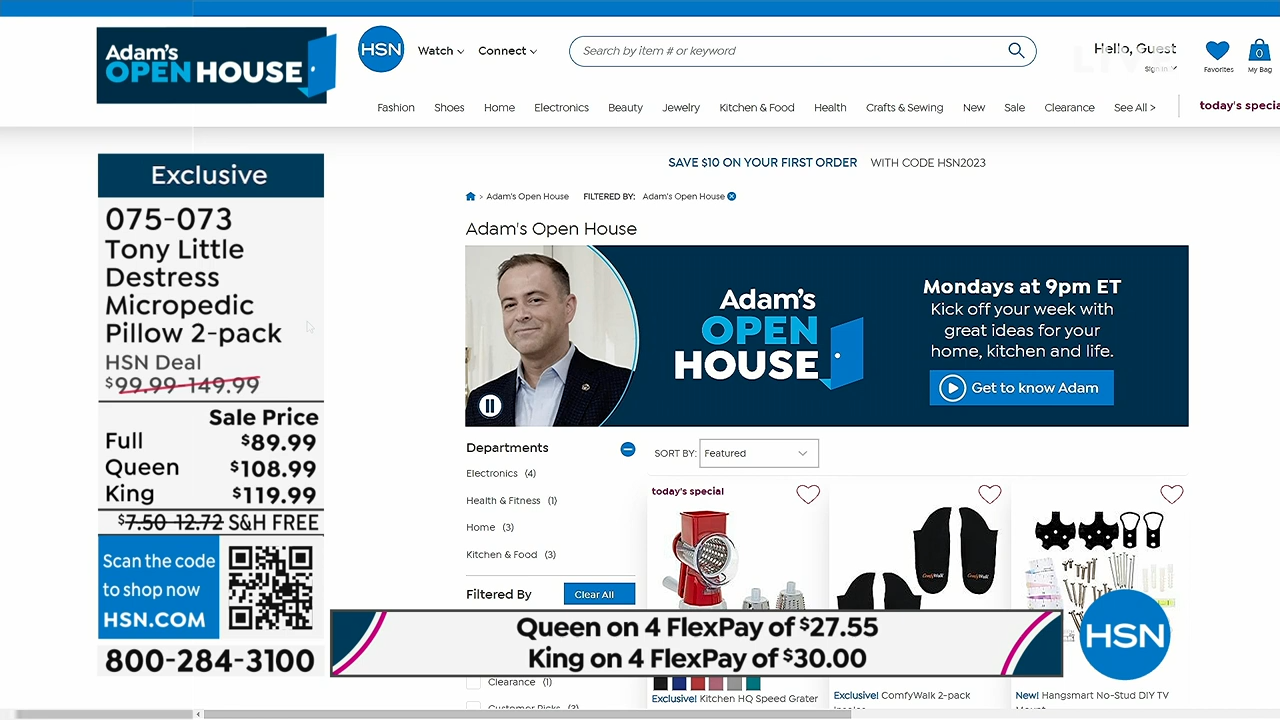 Adam's
OPEN HOUSE
HSN
Watch
Connect
Search by item # or keyword
LIVE
Hello, Guest
Sign in
Favorites
0
My Bag
Fashion
Shoes
Home
Electronics
Beauty
Jewelry
Kitchen & Food
Health
Crafts & Sewing
New
Sale
Clearance
See All >
today's specia
SAVE $10 ON YOUR FIRST ORDER WITH CODE HSN2023
> Adam's Open House
FILTERED BY: Adam's Open House
Adam's Open House
Adam's
OPEN
HOUSE
Mondays at 9pm ET
Kick off your week with
great ideas for your
home, kitchen and life.
Get to know Adam
Exclusive
075-073
Tony Little
Destress
Micropedic
Pillow 2-pack
HSN Deal
$99.99-149.99
Sale Price
Full $89.99
Queen $108.99
King $119.99
$7.50-12.72 S&H FREE
Scan the code
to shop now
HSN.COM
800-284-3100
Departments
Electronics (4)
Health & Fitness (1)
Home (3)
Kitchen & Food (3)
Filtered By
Clear All
Clearance (1)
Customer Picks (3)
SORT BY: Featured
today's special
ComfyWalk
ComfyWalk
Exclusive! Kitchen HQ Speed Grater
Exclusive! ComfyWalk 2-pack
New! Hangsmart No-Stud DIY TV
Queen on 4 FlexPay of $27.55
King on 4 FlexPay of $30.00
HSN